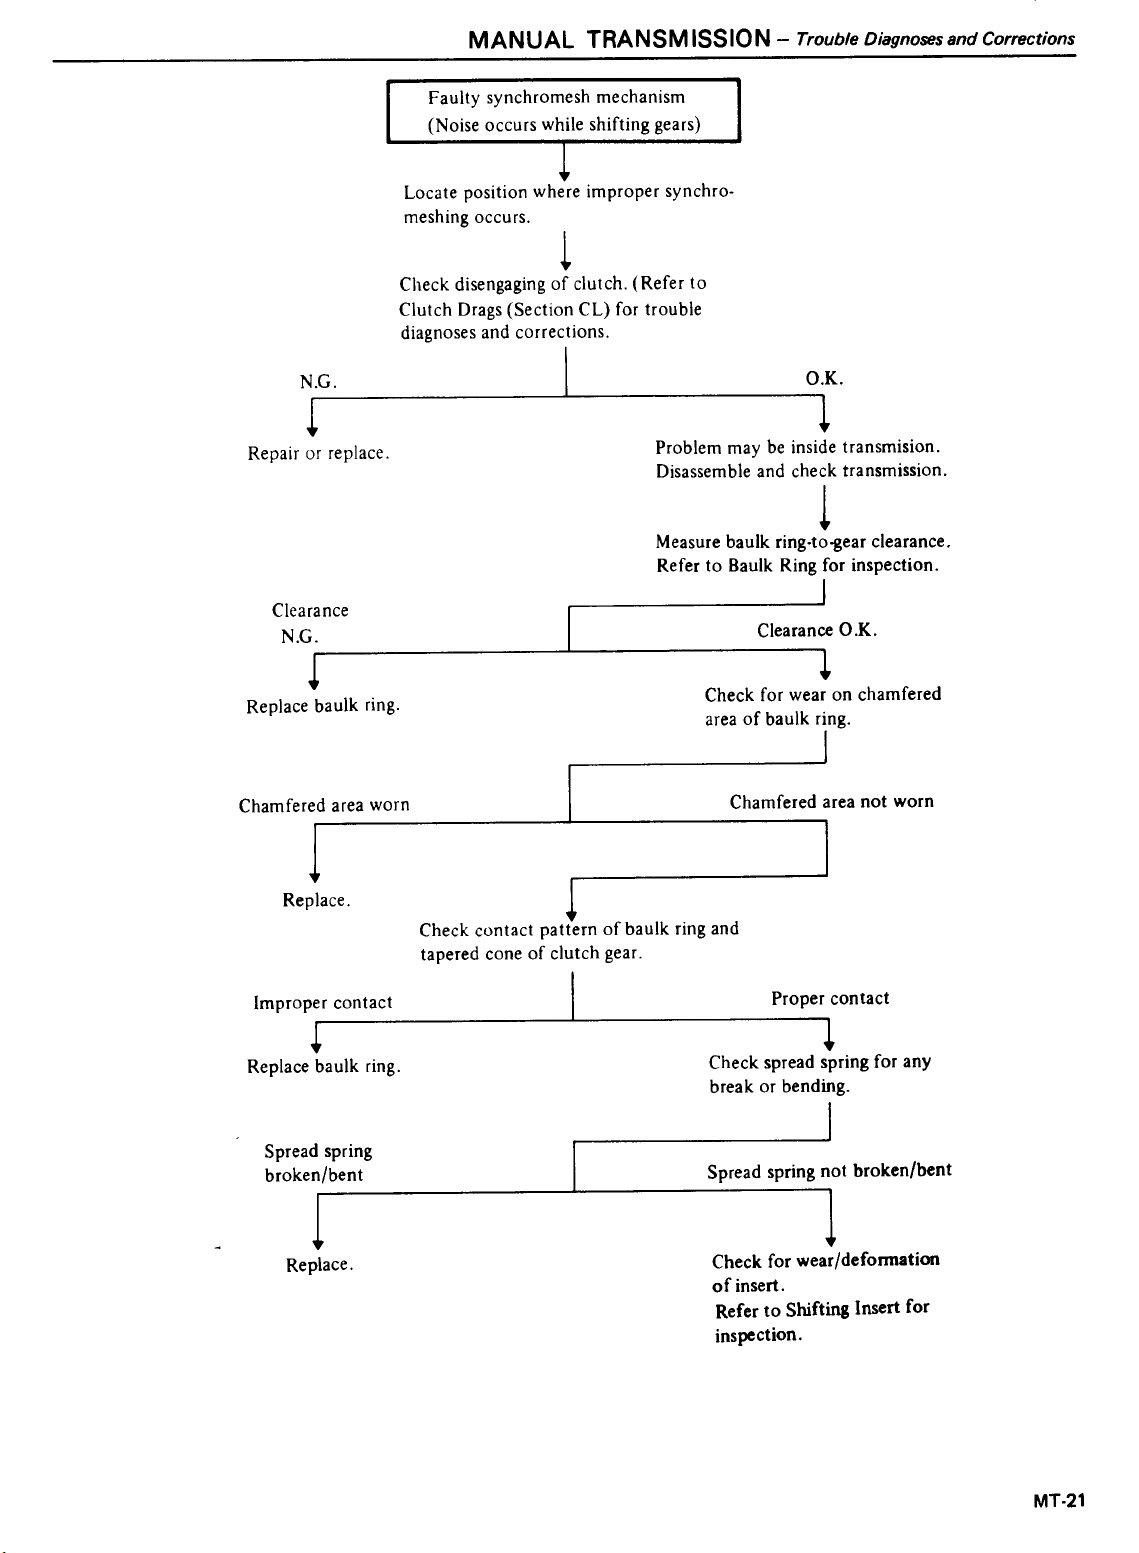 MANUAL TRANSMISSION – Trouble Diagnoses and Corrections
Faulty synchromesh mechanism
(Noise occurs while shifting gears)
Locate position where improper synchro-
meshing occurs.
Check disengaging of clutch. (Refer to
Clutch Drags (Section CL) for trouble
diagnoses and corrections.
N.G.
O.K.
Repair or replace.
Problem may be inside transmision.
Disassemble and check transmission.
Measure baulk ring-to-gear clearance.
Refer to Baulk Ring for inspection.
Clearance
N.G.
Clearance O.K.
Replace baulk ring.
Check for wear on chamfered
area of baulk ring.
Chamfered area worn
Chamfered area not worn
Replace.
Check contact pattern of baulk ring and
tapered cone of clutch gear.
Improper contact
Proper contact
Replace baulk ring.
Check spread spring for any
break or bending.
Spread spring
broken/bent
Spread spring not broken/bent
Replace.
Check for wear/deformation
of insert.
Refer to Shifting Insert for
inspection.
MT-21